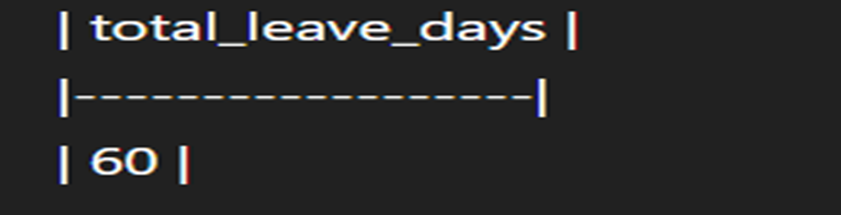 | total_leave_days |
|------------------|
| 60 |